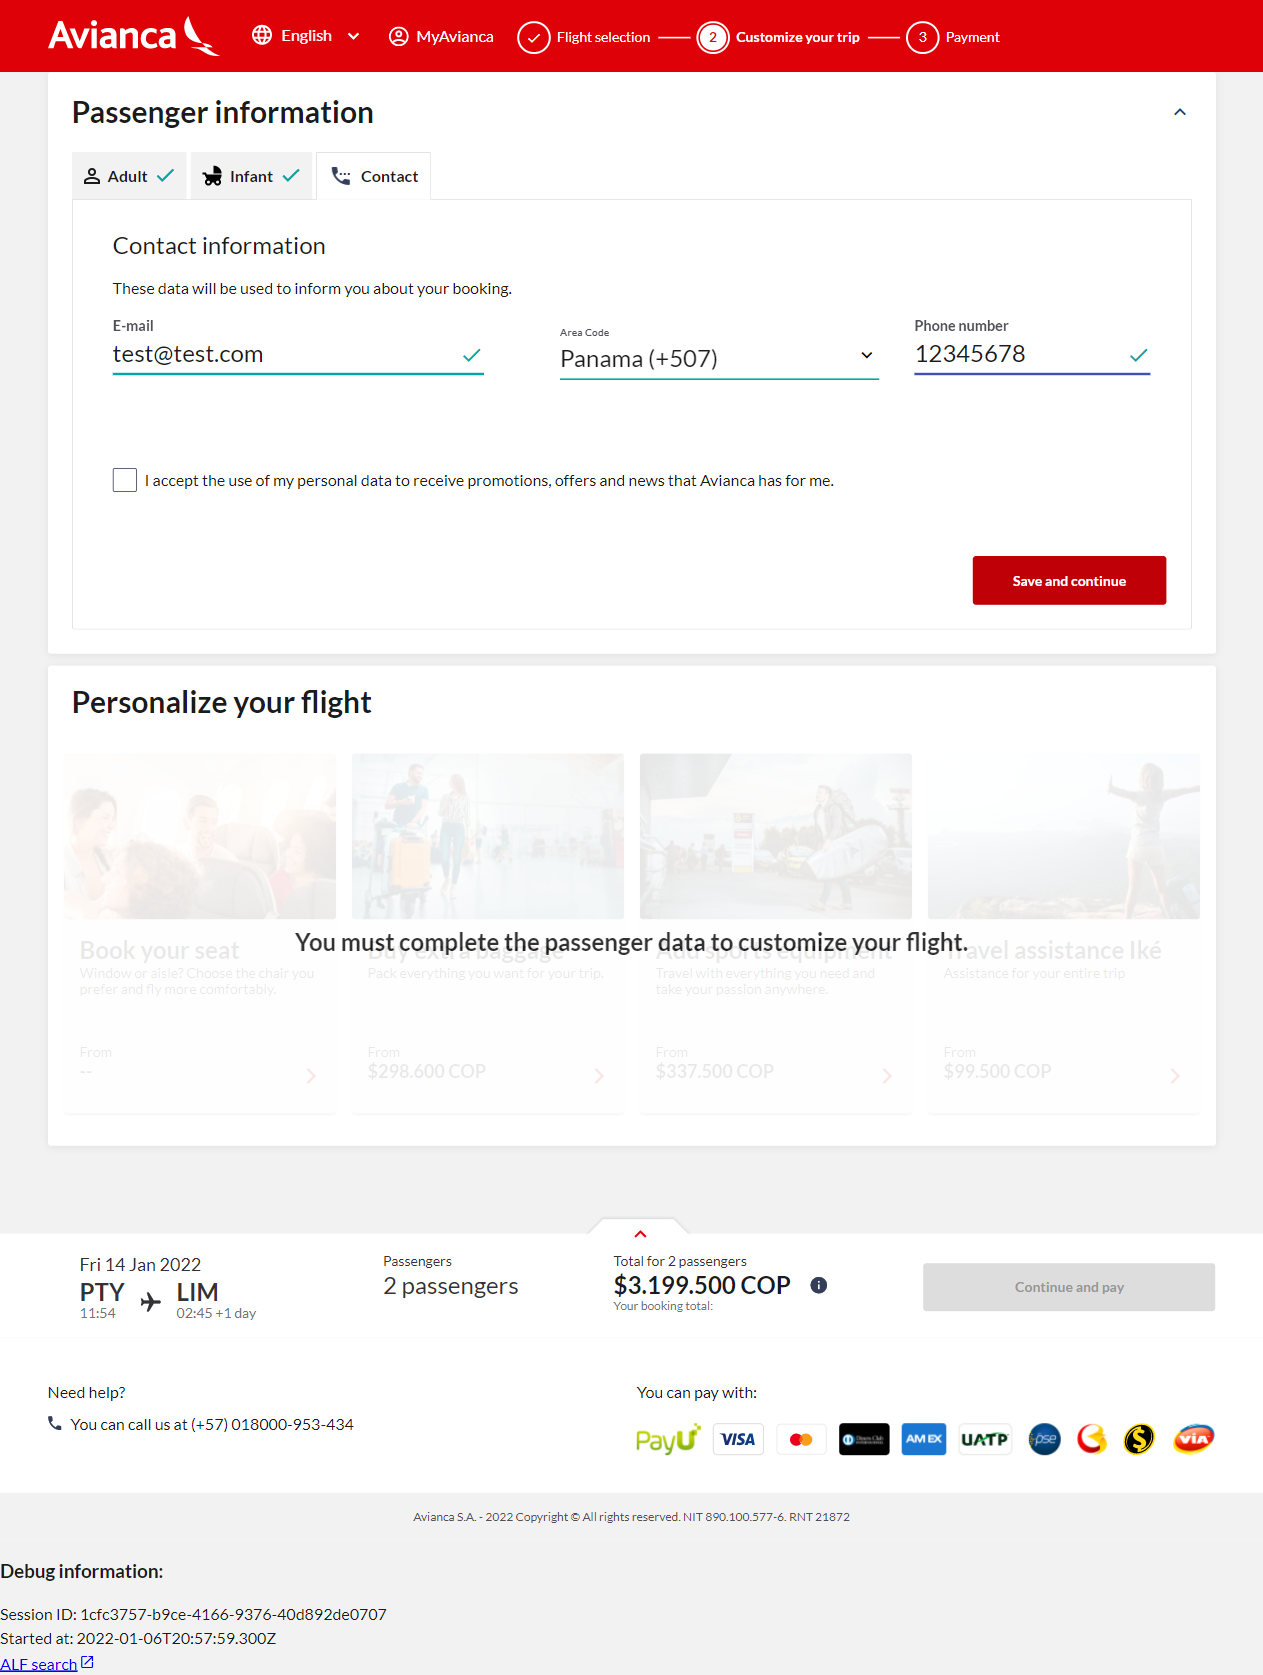 Avianca
English
MyAvianca
Flight selection
2
Customize your trip
3
Payment
Passenger information
Adult
Infant
Contact
Contact information
These data will be used to inform you about your booking.
E-mail
test@test.com
Area Code
Panama (+507)
Phone number
12345678
I accept the use of my personal data to receive promotions, offers and news that Avianca has for me.
Save and continue
Personalize your flight
You must complete the passenger data to customize your flight.
Book your seat
Window or aisle? Choose the chair you
prefer and fly more comfortably.
From
--
Buy extra baggage
Pack everything you want for your trip.
From
$298.600 COP
Add sports equipment
Travel with everything you need and
take your passion anywhere.
From
$337.500 COP
Travel assistance Iké
Assistance for your entire trip
From
$99.500 COP
Fri 14 Jan 2022
PTY
LIM
11:54
02:45 +1 day
Passengers
2 passengers
Total for 2 passengers
$3.199.500 COP
Your booking total:
Continue and pay
Need help?
You can call us at (+57) 018000-953-434
You can pay with:
PayU
VISA
Diners Club
AMEX
UATP
pse
VIA
Avianca S.A. - 2022 Copyright © All rights reserved. NIT 890.100.577-6. RNT 21872
Debug information:
Session ID: 1cfc3757-b9ce-4166-9376-40d892de0707
Started at: 2022-01-06T20:57:59.300Z
ALF search